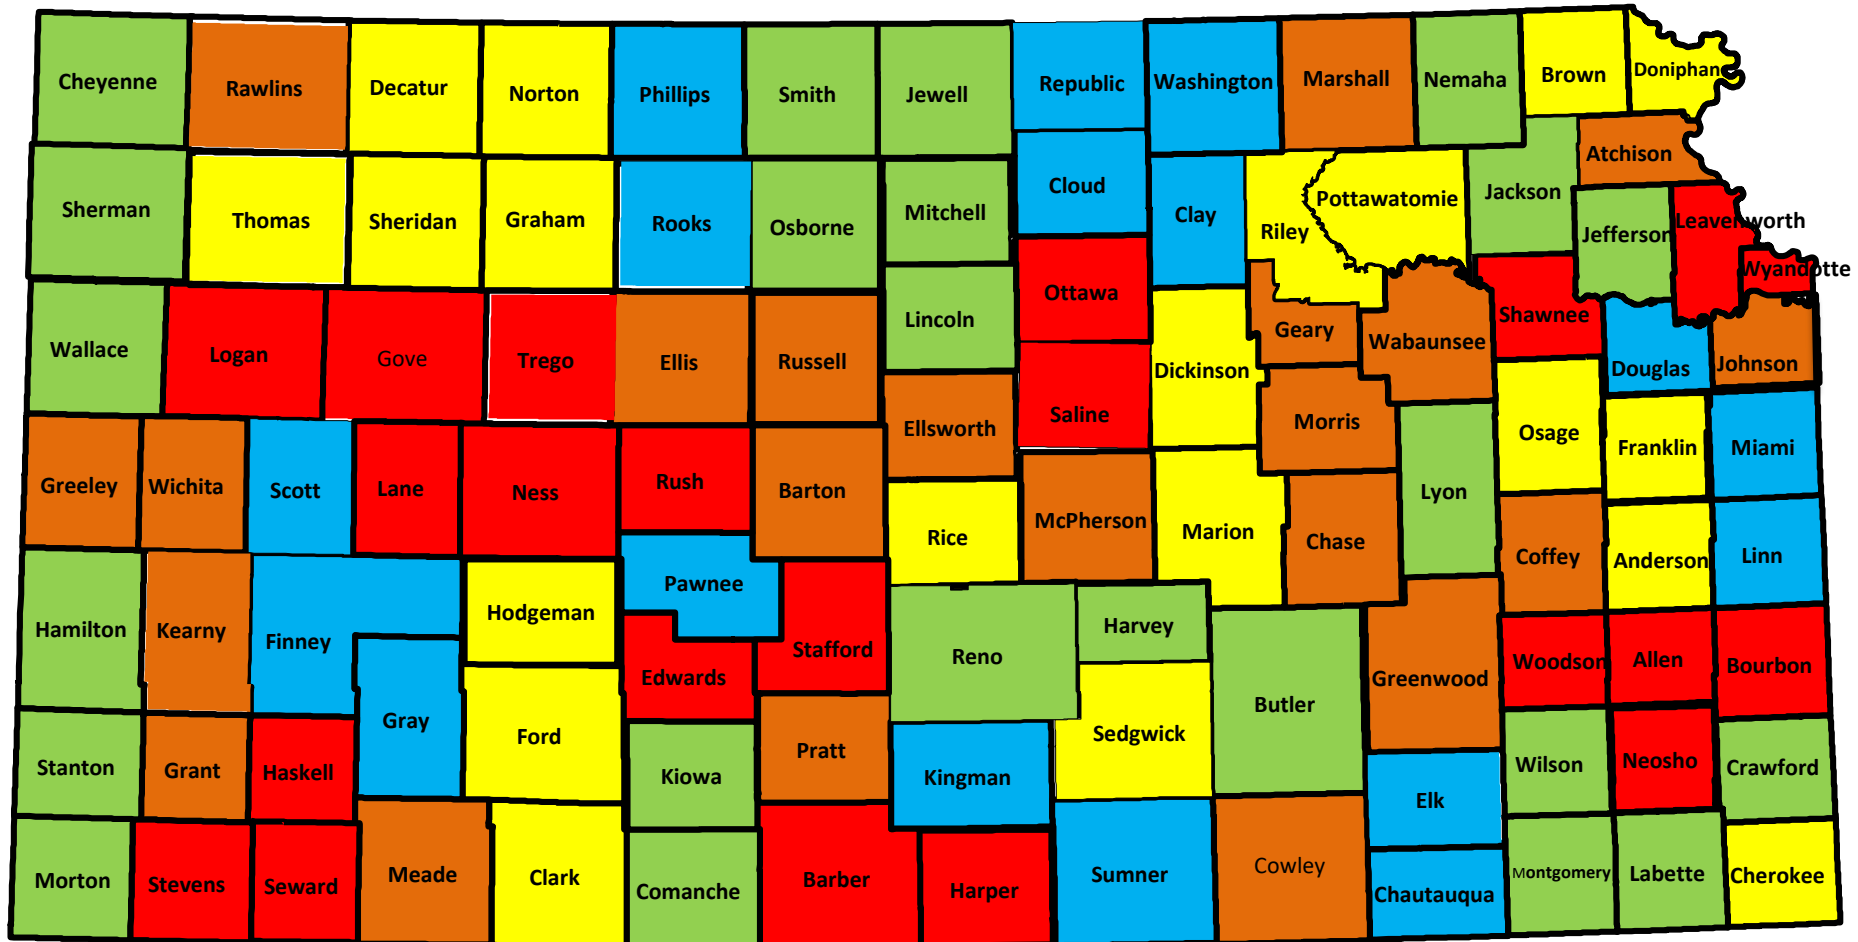 Cheyenne
Rawlins
Decatur
Norton
Phillips
Smith
Jewell
Republic
Washington
Marshall
Nemaha
Brown
Doniphan
Sherman
Thomas
Sheridan
Graham
Rooks
Osborne
Mitchell
Cloud
Clay
Riley
Pottawatomie
Jackson
Atchison
Jefferson
Leavenworth
Wyandotte
Wallace
Logan
Gove
Trego
Ellis
Russell
Lincoln
Ottawa
Saline
Dickinson
Geary
Wabaunsee
Shawnee
Douglas
Johnson
Greeley
Wichita
Scott
Lane
Ness
Rush
Barton
Ellsworth
Rice
McPherson
Marion
Morris
Chase
Lyon
Osage
Franklin
Miami
Coffey
Anderson
Linn
Hamilton
Kearny
Finney
Hodgeman
Pawnee
Edwards
Stafford
Reno
Harvey
Butler
Greenwood
Woodson
Allen
Bourbon
Stanton
Grant
Haskell
Gray
Ford
Kiowa
Pratt
Kingman
Sedgwick
Elk
Wilson
Neosho
Crawford
Morton
Stevens
Seward
Meade
Clark
Comanche
Barber
Harper
Sumner
Cowley
Chautauqua
Montgomery
Labette
Cherokee